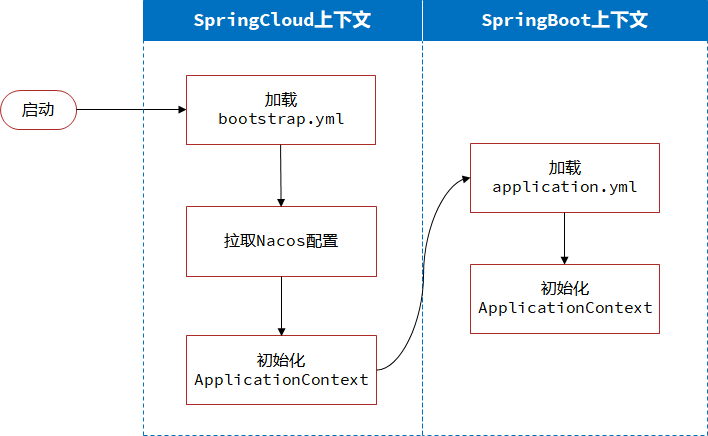 SpringCloud上下文
SpringBoot上下文
启动
加载
bootstrap.yml
拉取Nacos配置
初始化
ApplicationContext
加载
application.yml
初始化
ApplicationContext